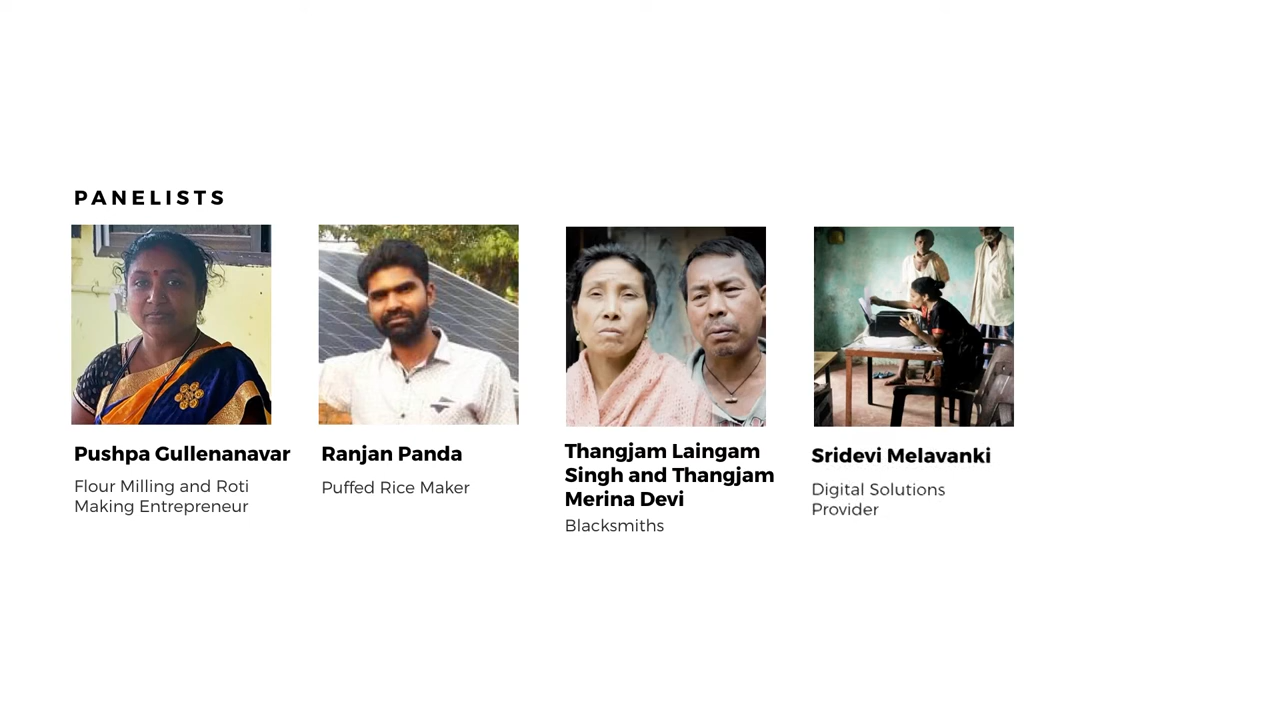 PANELISTS
Pushpa Gullenanavar
Flour Milling and Roti
Making Entrepreneur
Ranjan Panda
Puffed Rice Maker
Thangjam Laingam
Singh and Thangjam
Merina Devi
Blacksmiths
Sridevi Melavanki
Digital Solutions
Provider